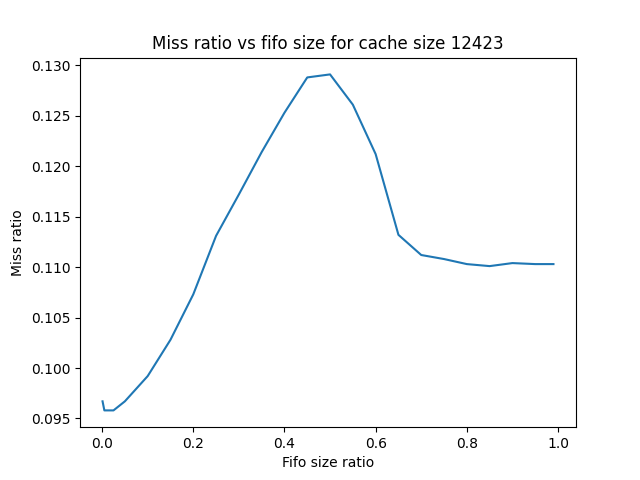 Miss ratio vs fifo size for cache size 12423
0.130
0.125
0.120
0.115
0.110
0.105
0.100
0.095
Miss ratio
0.0 0.2 0.4 0.6 0.8 1.0
Fifo size ratio